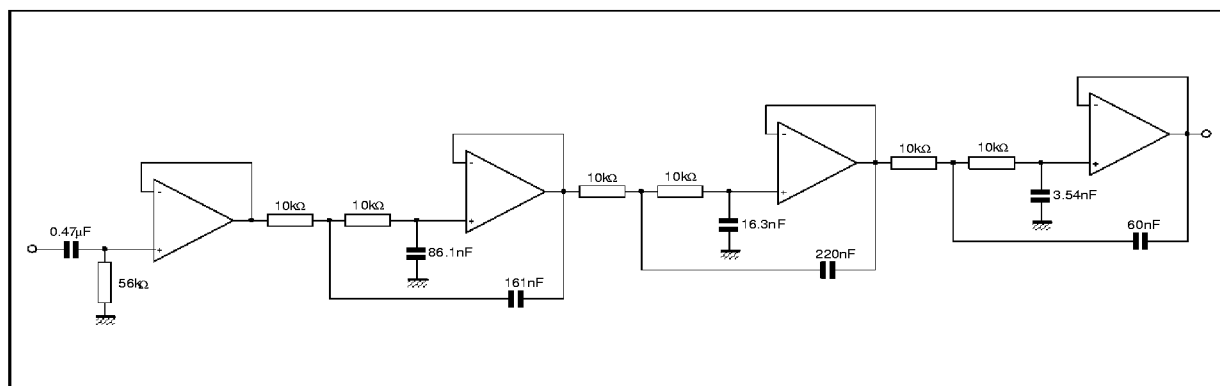 0.47µF
56kΩ
-
+
10kΩ
10kΩ
86.1nF
161nF
-
+
10kΩ
10kΩ
16.3nF
220nF
-
+
10kΩ
10kΩ
3.54nF
60nF
-
+